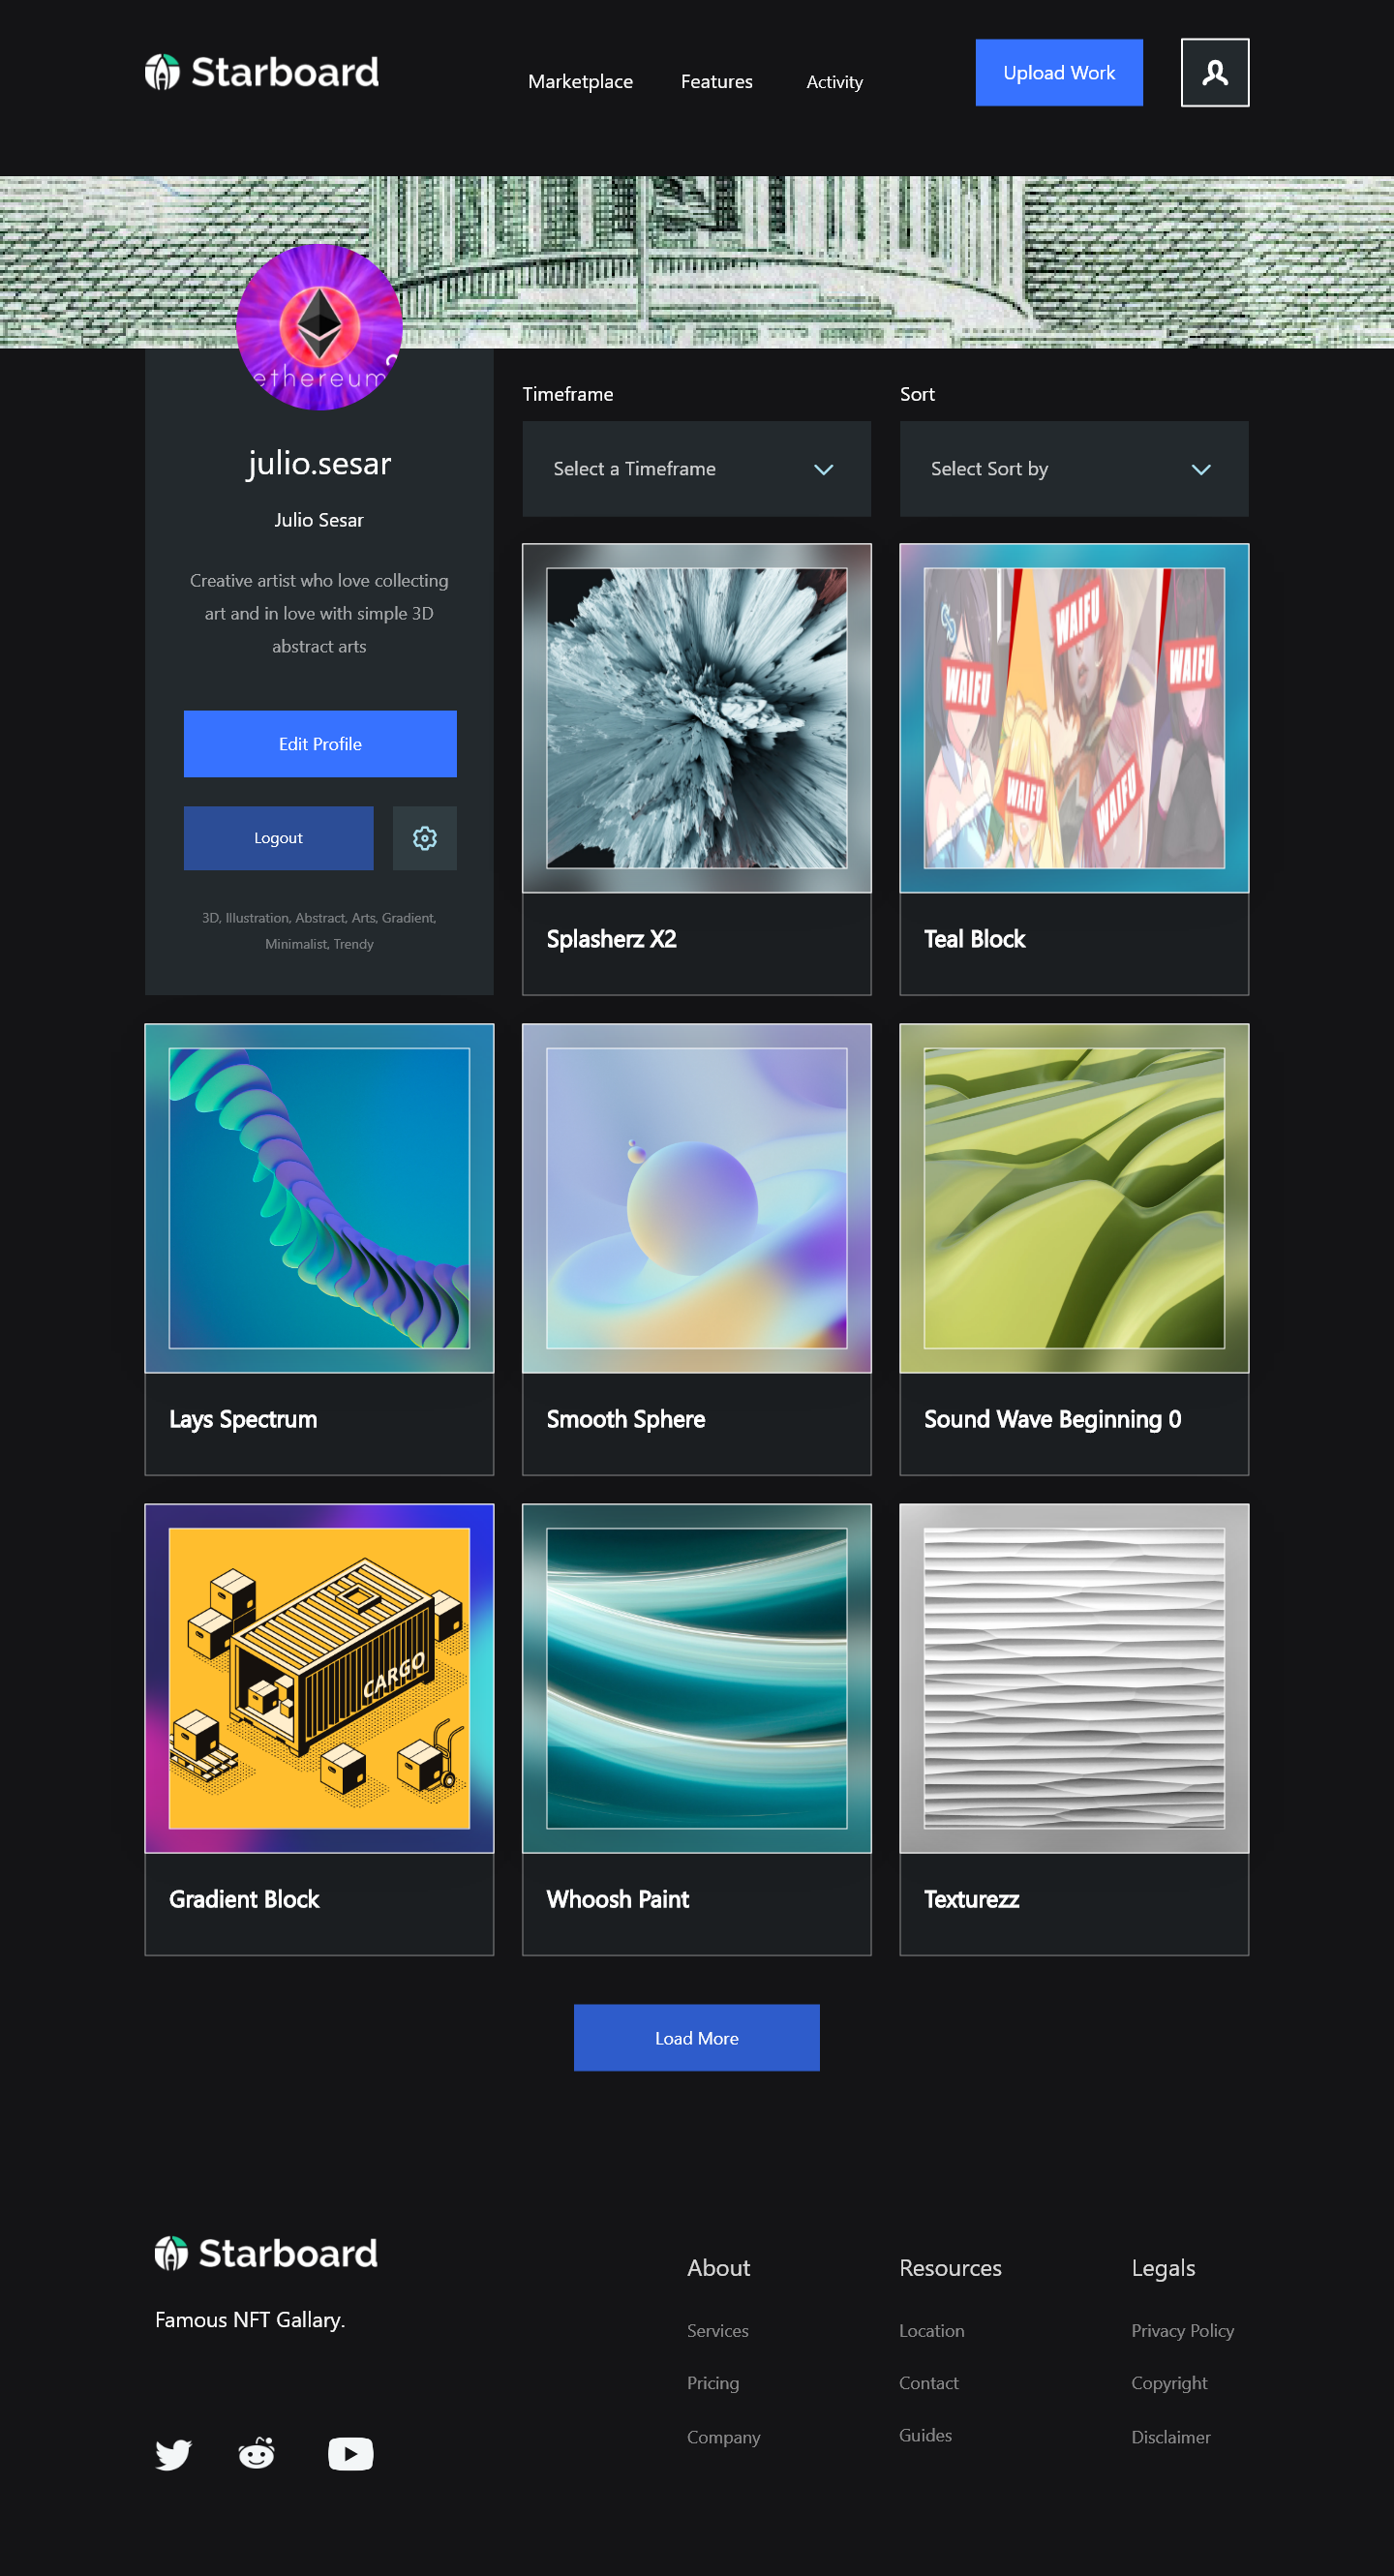 Starboard
Marketplace
Features
Activity
Upload Work
ethereum
julio.sesar
Julio Sesar
Creative artist who love collecting
art and in love with simple 3D
abstract arts
Edit Profile
Logout
3D, Illustration, Abstract, Arts, Gradient,
Minimalist, Trendy
Timeframe
Select a Timeframe
Sort
Select Sort by
WAIFU
WAIFU
WAIFU
WAIFU
WAIFU
Splasherz X2
Teal Block
Lays Spectrum
Smooth Sphere
Sound Wave Beginning 0
CARGO
Gradient Block
Whoosh Paint
Texturezz
Load More
Starboard
Famous NFT Gallary.
About
Services
Pricing
Company
Resources
Location
Contact
Guides
Legals
Privacy Policy
Copyright
Disclaimer